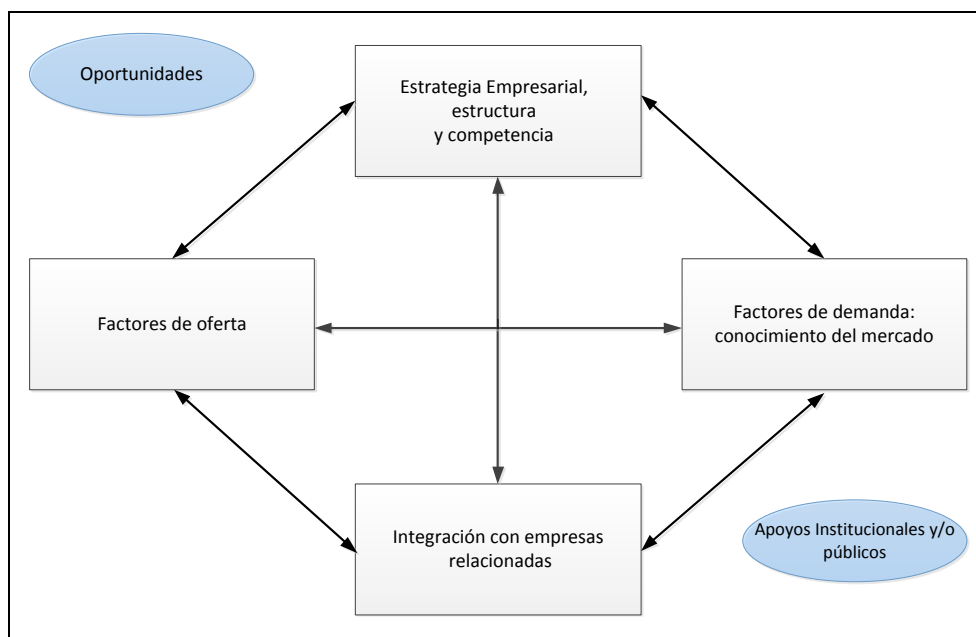 Oportunidades
Estrategia Empresarial,
estructura
y competencia
Factores de oferta
Factores de demanda:
conocimiento del mercado
Integración con empresas
relacionadas
Apoyos Institucionales y/o
públicos